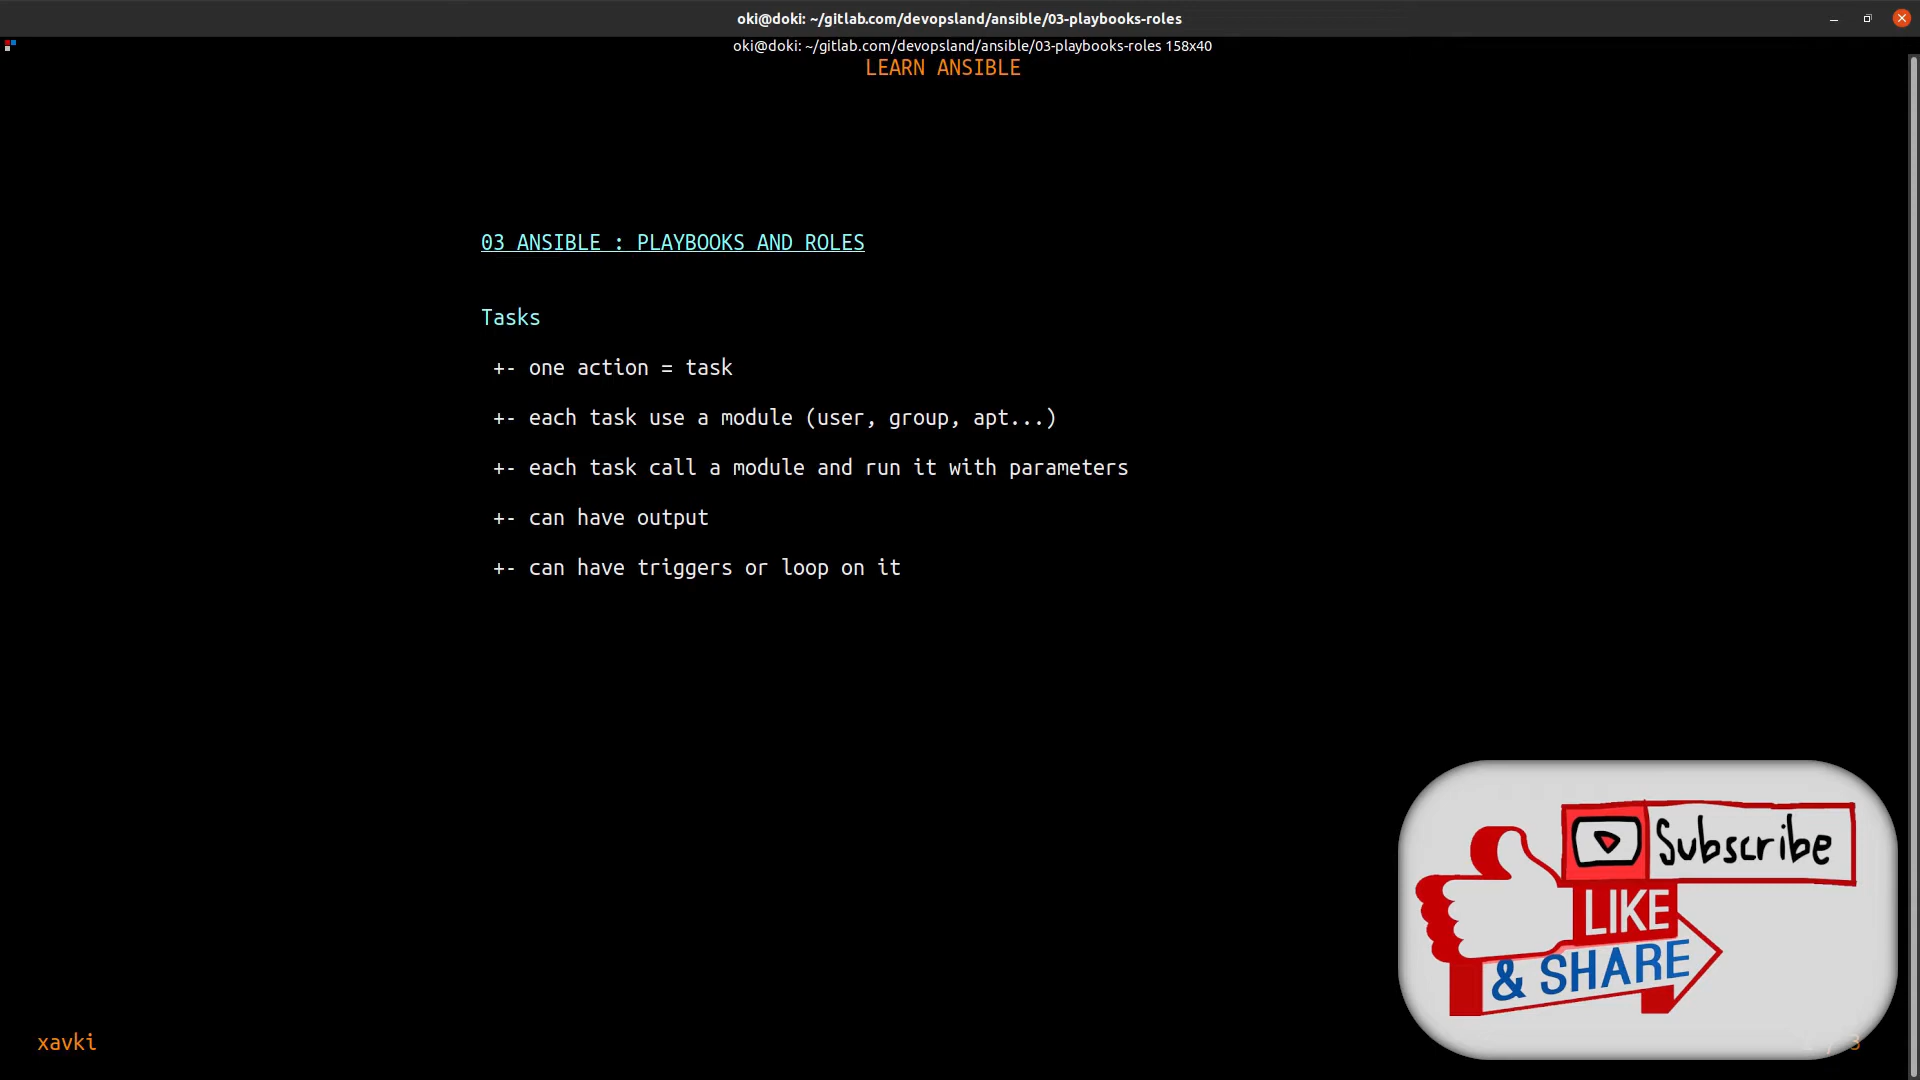 oki@doki: ~/gitlab.com/devopsland/ansible/03-playbooks-roles
oki@doki: ~/gitlab.com/devopsland/ansible/03-playbooks-roles 158x40
LEARN ANSIBLE
03 ANSIBLE : PLAYBOOKS AND ROLES
Tasks
+- one action = task
+- each task use a module (user, group, apt...)
+- each task call a module and run it with parameters
+- can have output
+- can have triggers or loop on it
Subscribe
LIKE
& SHARE
xavki
/ 3